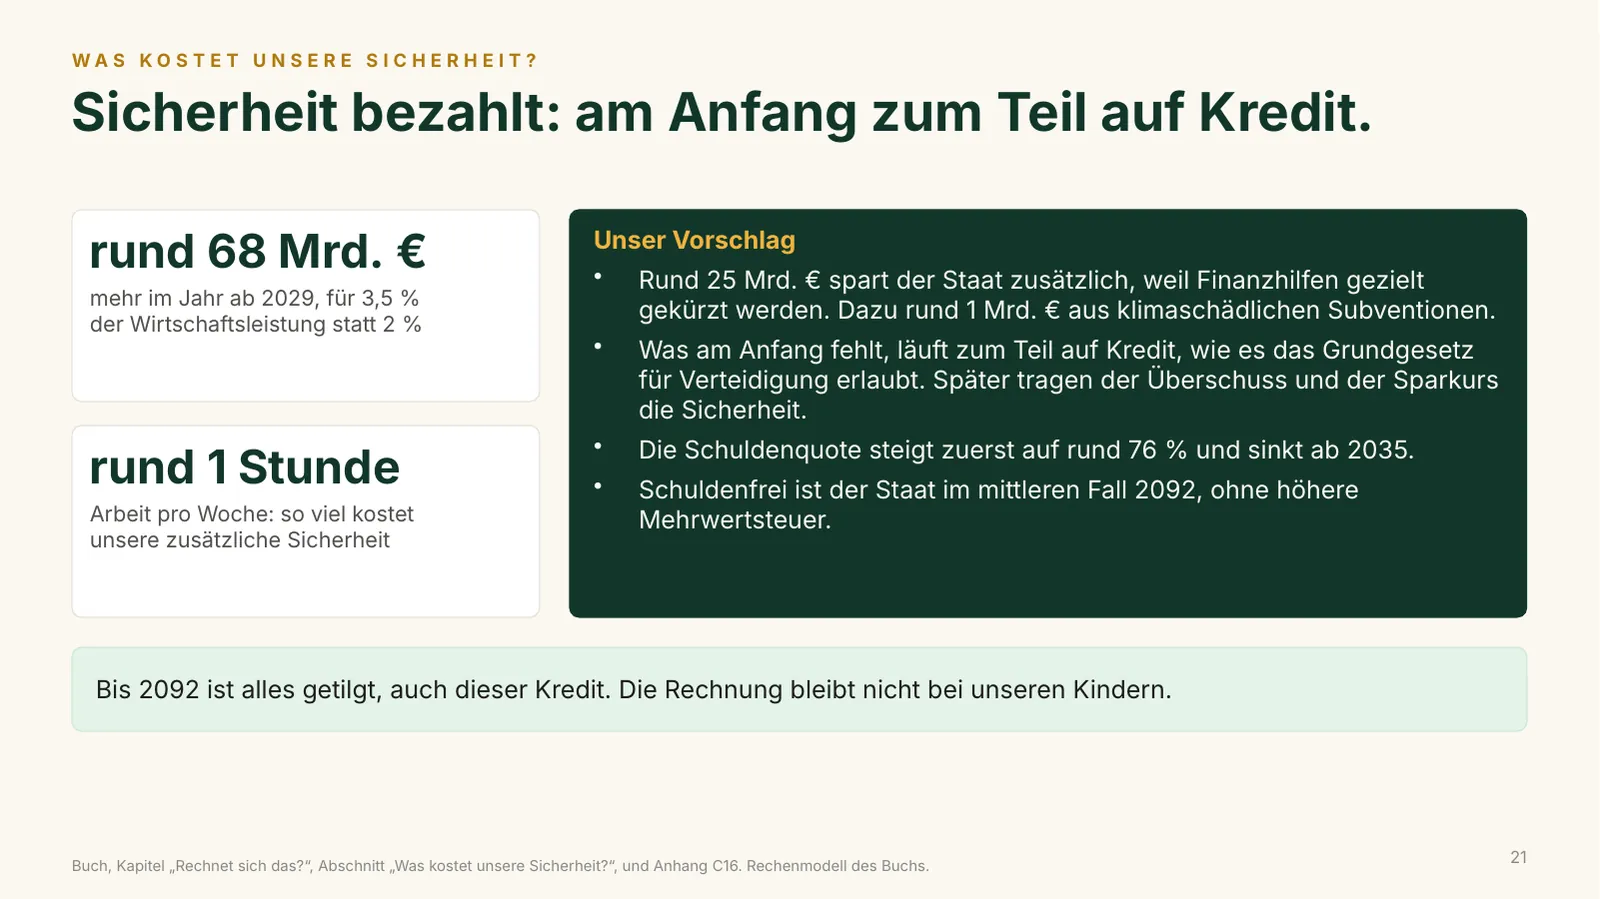 WAS KOSTET UNSERE SICHERHEIT?
Sicherheit bezahlt: am Anfang zum Teil auf Kredit.
rund 68 Mrd. €
mehr im Jahr ab 2029, für 3,5 %
der Wirtschaftsleistung statt 2 %
rund 1 Stunde
Arbeit pro Woche: so viel kostet
unsere zusätzliche Sicherheit
Unser Vorschlag
• Rund 25 Mrd. € spart der Staat zusätzlich, weil Finanzhilfen gezielt
gekürzt werden. Dazu rund 1 Mrd. € aus klimaschädlichen Subventionen.
• Was am Anfang fehlt, läuft zum Teil auf Kredit, wie es das Grundgesetz
für Verteidigung erlaubt. Später tragen der Überschuss und der Sparkurs
die Sicherheit.
• Die Schuldenquote steigt zuerst auf rund 76 % und sinkt ab 2035.
• Schuldenfrei ist der Staat im mittleren Fall 2092, ohne höhere
Mehrwertsteuer.
Bis 2092 ist alles getilgt, auch dieser Kredit. Die Rechnung bleibt nicht bei unseren Kindern.
Buch, Kapitel „Rechnet sich das?“, Abschnitt „Was kostet unsere Sicherheit?“, und Anhang C16. Rechenmodell des Buchs.
21